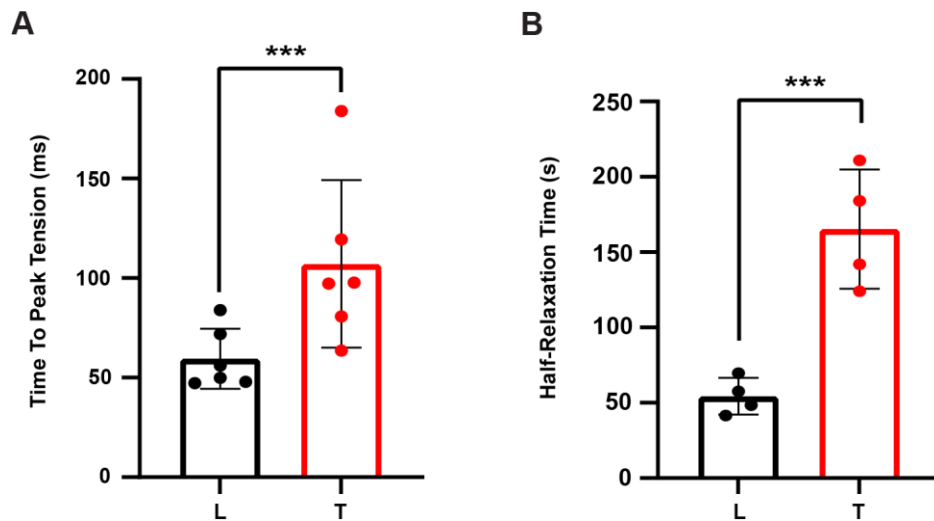 A
Time To Peak Tension (ms)
200
150
100
50
0
***
L
T
B
Half-Relaxation Time (s)
250
200
150
100
50
0
***
L
T